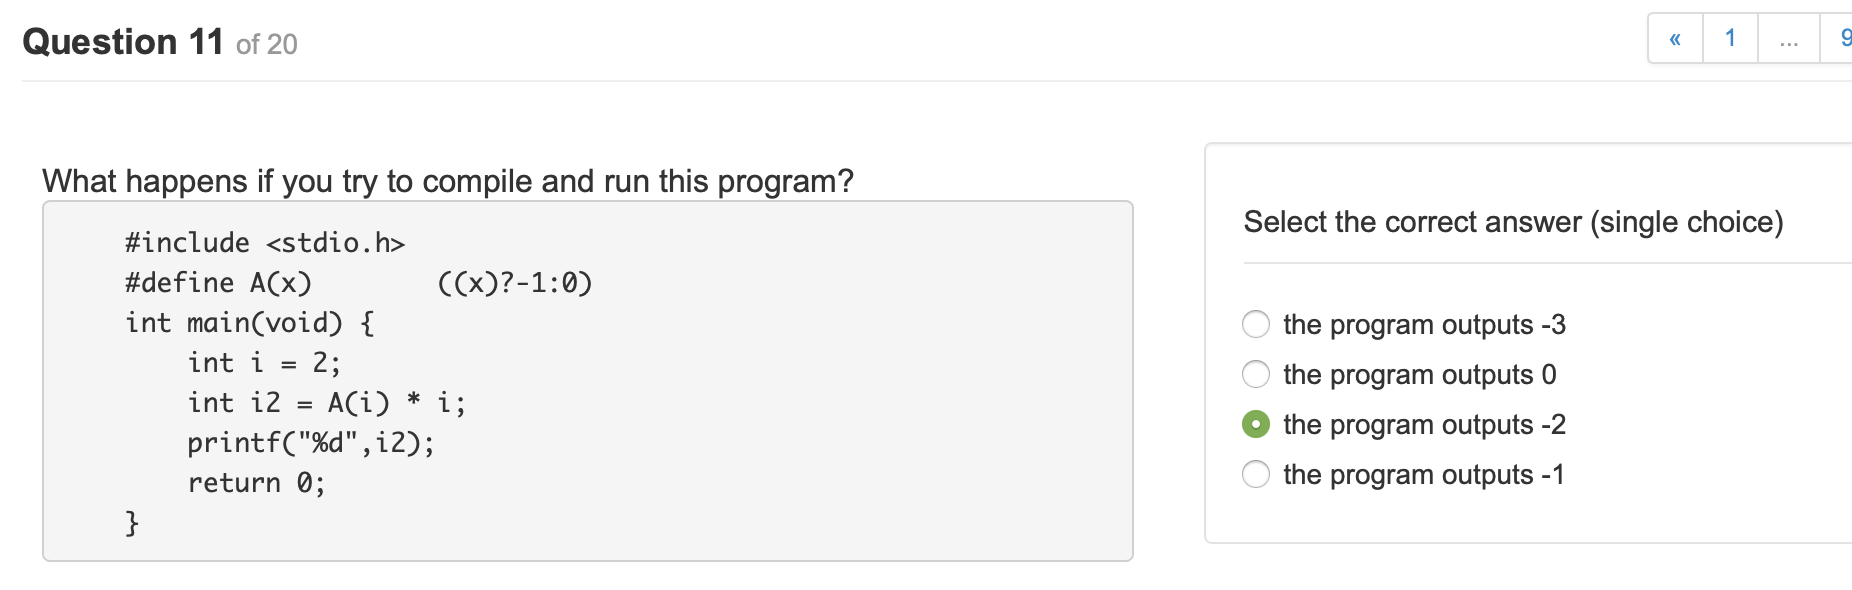 Question 11 of 20
« 1 ... 9
What happens if you try to compile and run this program?
#include <stdio.h>
#define A(x)        ((x)?-1:0)
int main(void) {
    int i = 2;
    int i2 = A(i) * i;
    printf("%d",i2);
    return 0;
}
Select the correct answer (single choice)
the program outputs -3
the program outputs 0
the program outputs -2
the program outputs -1